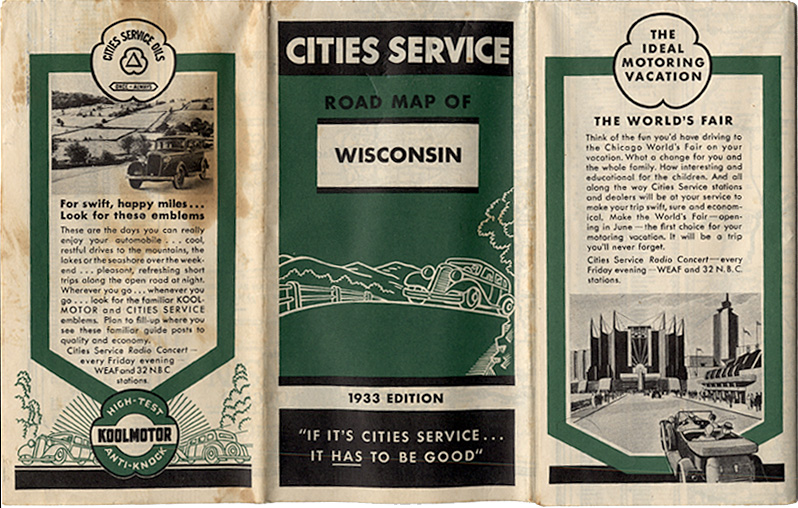 CITIES SERVICE OILS
ONCE - ALWAYS
For swift, happy miles...
Look for these emblems
These are the days you can really
enjoy your automobile . . . cool,
restful drives to the mountains, the
lakes or the seashore over the week-
end . . . pleasant, refreshing short
trips along the open road at night.
Wherever you go . . . whenever you
go . . . look for the familiar KOOL-
MOTOR and CITIES SERVICE
emblems. Plan to fill-up where you
see these familiar guide posts to
quality and economy.
Cities Service Radio Concert—
every Friday evening—
WEAF and 32 N.B.C
stations.
HIGH-TEST
KOOLMOTOR
ANTI-KNOCK
CITIES SERVICE
ROAD MAP OF
WISCONSIN
1933 EDITION
"IF IT'S CITIES SERVICE...
IT HAS TO BE GOOD"
THE
IDEAL
MOTORING
VACATION
THE WORLD'S FAIR
Think of the fun you'd have driving to
the Chicago World's Fair on your
vacation. What a change for you and
the whole family. How interesting and
educational for the children. And all
along the way Cities Service stations
and dealers will be at your service to
make your trip swift, sure and econom-
ical. Make the World's Fair—open-
ing in June—the first choice for your
motoring vacation. It will be a trip
you'll never forget.
Cities Service Radio Concert—every
Friday evening—WEAF and 32 N.B.C.
stations.